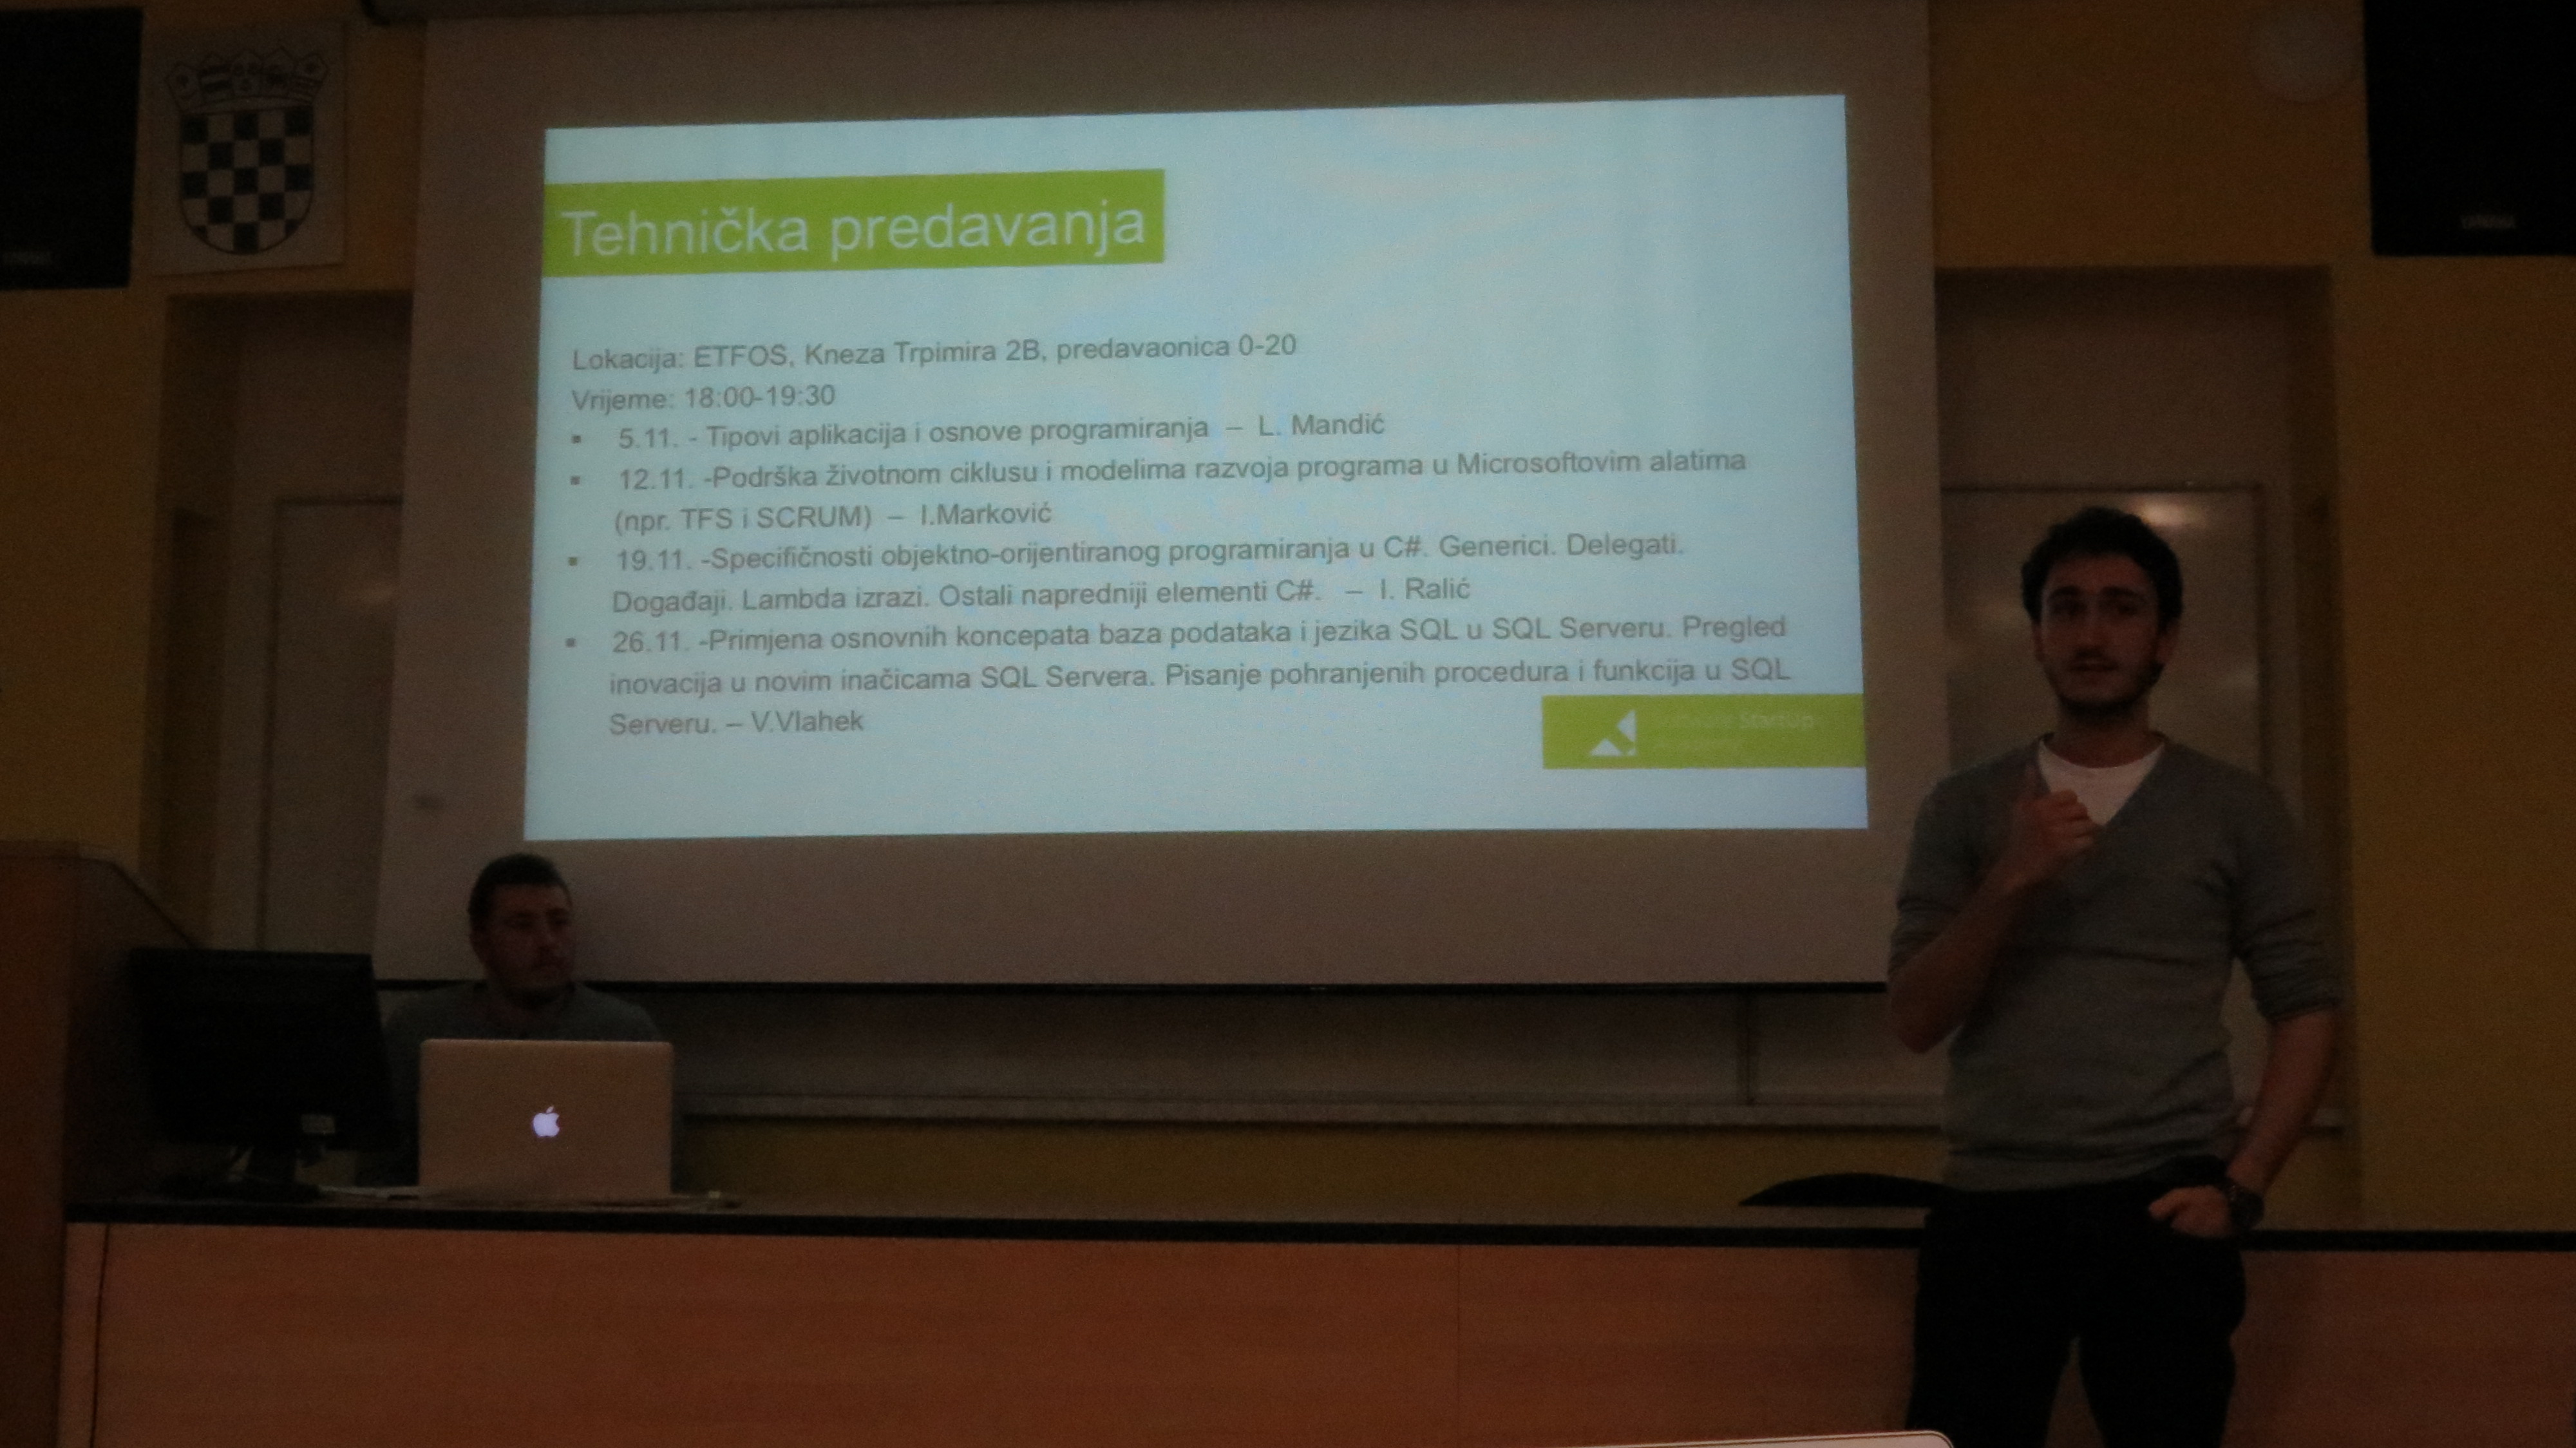 Tehnička predavanja
Lokacija: ETFOS, Kneza Trpimira 2B, predavaonica 0-20
Vrijeme: 18:00-19:30
▪ 5.11. - Tipovi aplikacija i osnove programiranja – L. Mandić
▪ 12.11. -Podrška životnom ciklusu i modelima razvoja programa u Microsoftovim alatima
(npr. TFS i SCRUM) – I.Marković
▪ 19.11. -Specifičnosti objektno-orijentiranog programiranja u C#. Generici. Delegati.
Događaji. Lambda izrazi. Ostali napredniji elementi C#. – I. Ralić
▪ 26.11. -Primjena osnovnih koncepata baza podataka i jezika SQL u SQL Serveru. Pregled
inovacija u novim inačicama SQL Servera. Pisanje pohranjenih procedura i funkcija u SQL
Serveru. – V.Vlahek
StartUp
YAMAHA